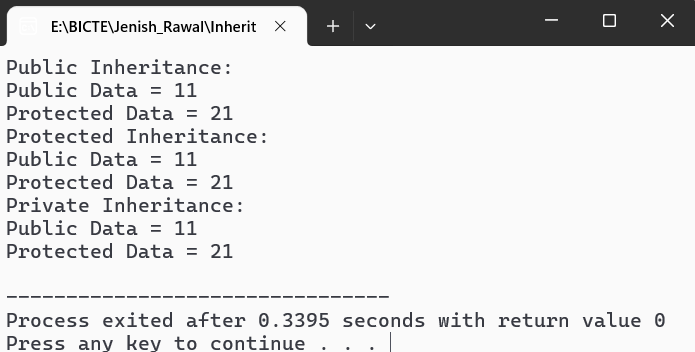 E:\BICTE\Jenish_Rawal\Inherit
Public Inheritance:
Public Data = 11
Protected Data = 21
Protected Inheritance:
Public Data = 11
Protected Data = 21
Private Inheritance:
Public Data = 11
Protected Data = 21
--------------------------------
Process exited after 0.3395 seconds with return value 0
Press any key to continue . . .